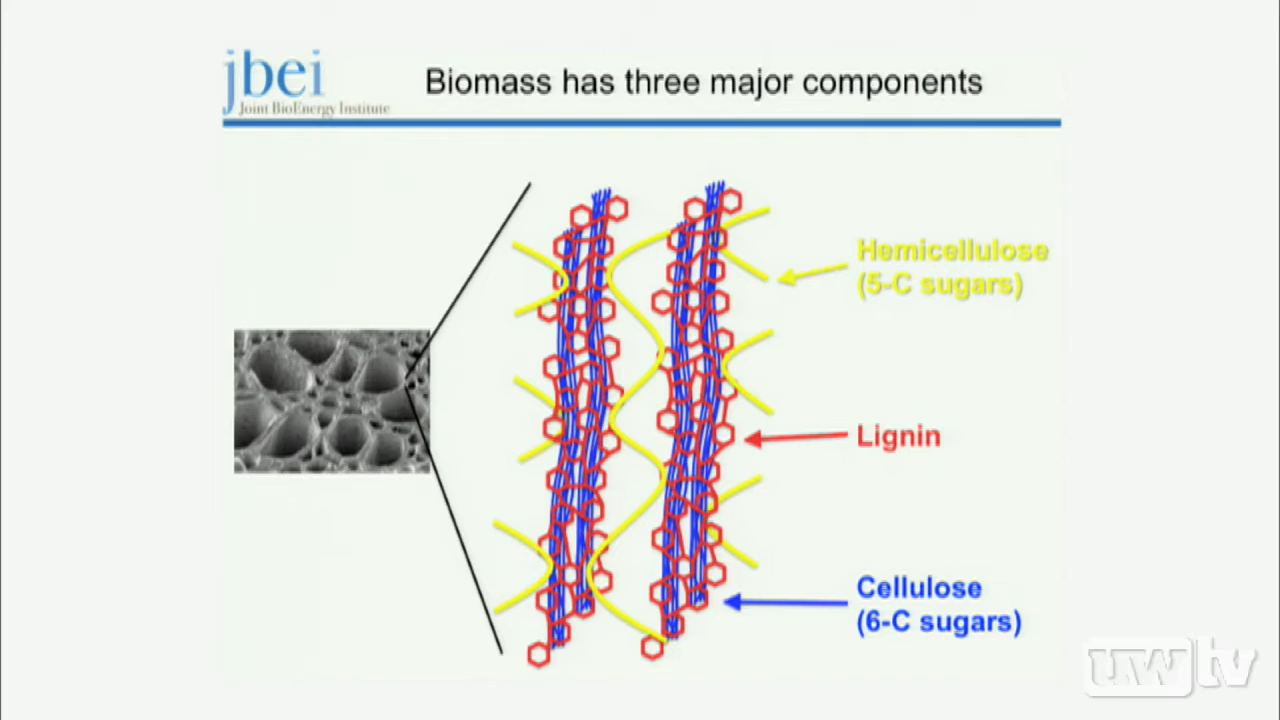 jbei
Joint BioEnergy Institute
Biomass has three major components
Hemicellulose
(5-C sugars)
Lignin
Cellulose
(6-C sugars)
uwtv